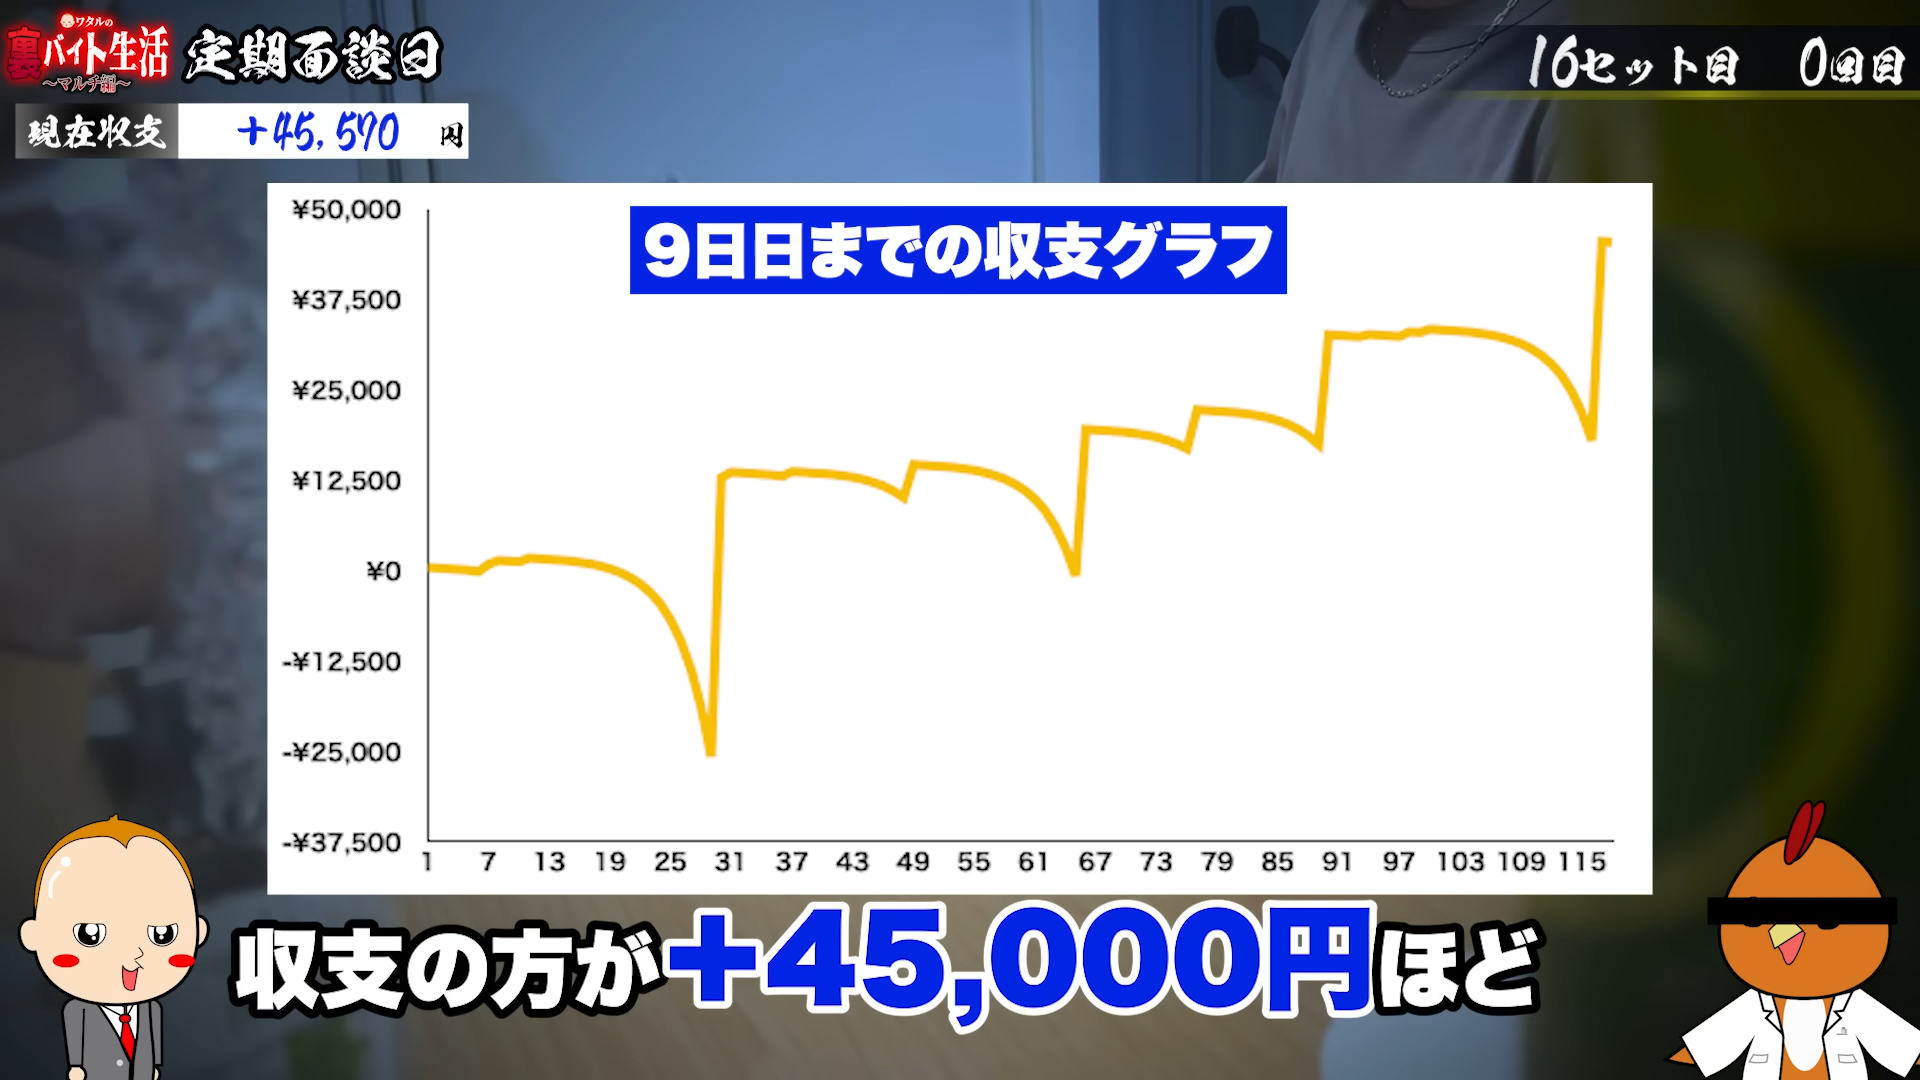 ワタルの
裏バイト生活
～マルチ編～
定期面談日
16セット目 0回目
現在収支 +45,570 円
9日日までの収支グラフ
¥50,000
¥37,500
¥25,000
¥12,500
¥0
-¥12,500
-¥25,000
-¥37,500
1 7 13 19 25 31 37 43 49 55 61 67 73 79 85 91 97 103 109 115
収支の方が+45,000円ほど